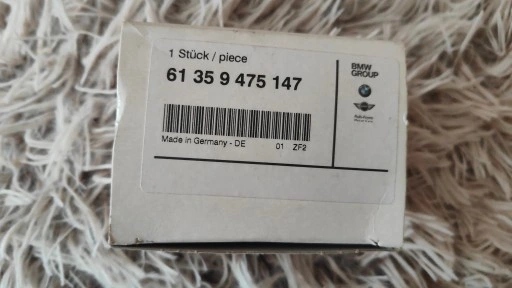 1 Stück / piece
61 35 9 475 147
Made in Germany - DE 01 ZF2
BMW
GROUP